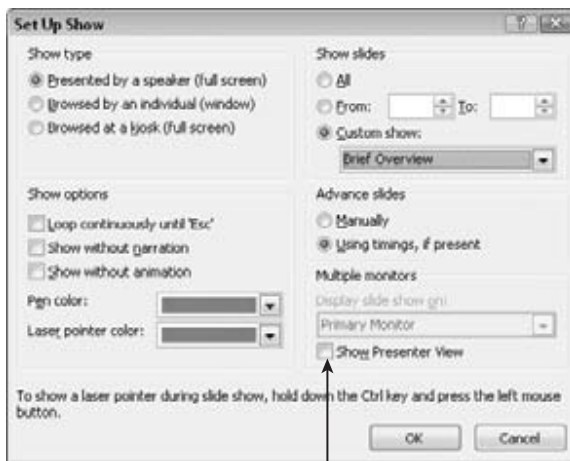 Set Up Show
Show type
Presented by a speaker (full screen)
Browsed by an individual (window)
Browsed at a kiosk (full screen)
Show slides
All
From: To:
Custom show:
Brief Overview
Show options
Loop continuously until 'Esc'
Show without narration
Show without animation
Pen color:
Laser pointer color:
Advance slides
Manually
Using timings, if present
Multiple monitors
Display slide show on:
Primary Monitor
Show Presenter View
To show a laser pointer during slide show, hold down the Ctrl key and press the left mouse
button.
OK Cancel